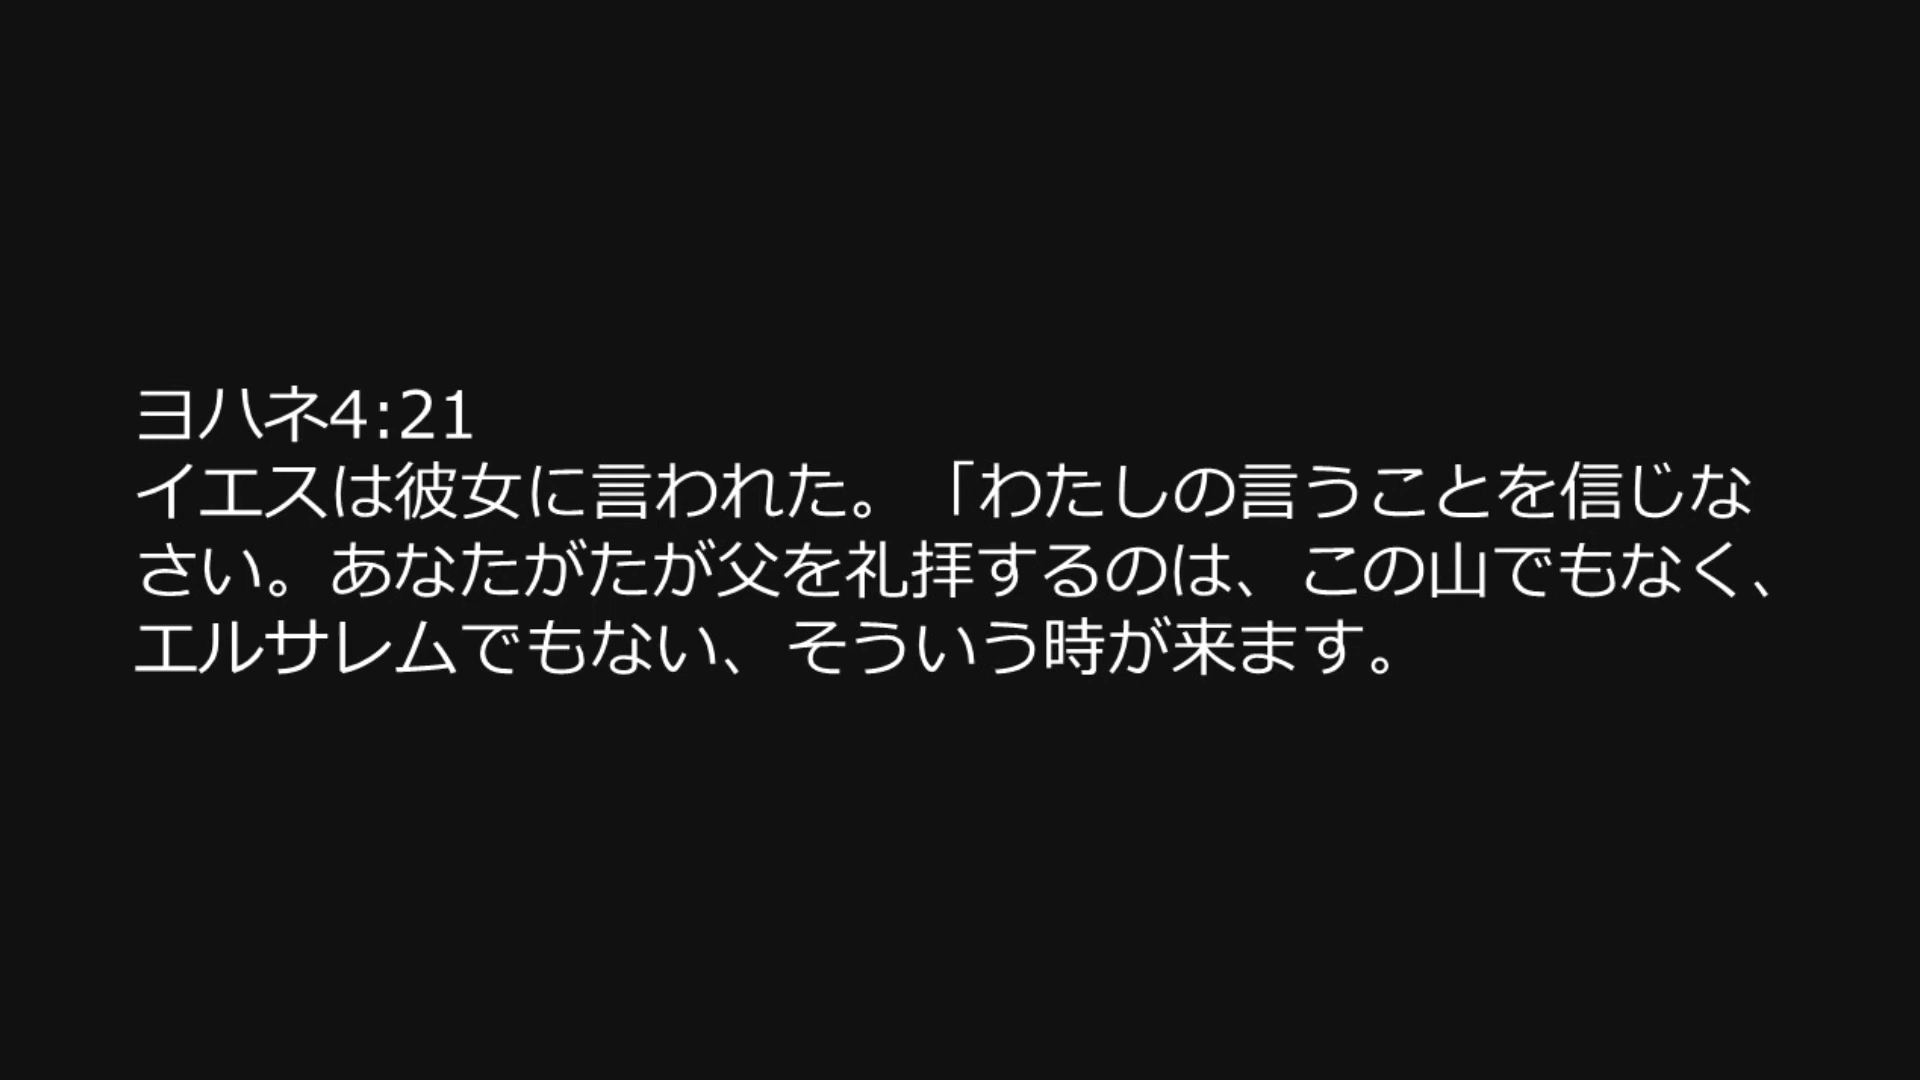 ヨハネ4:21
イエスは彼女に言われた。「わたしの言うことを信じな
さい。あなたがたが父を礼拝するのは、この山でもなく、
エルサレムでもない、そういう時が来ます。